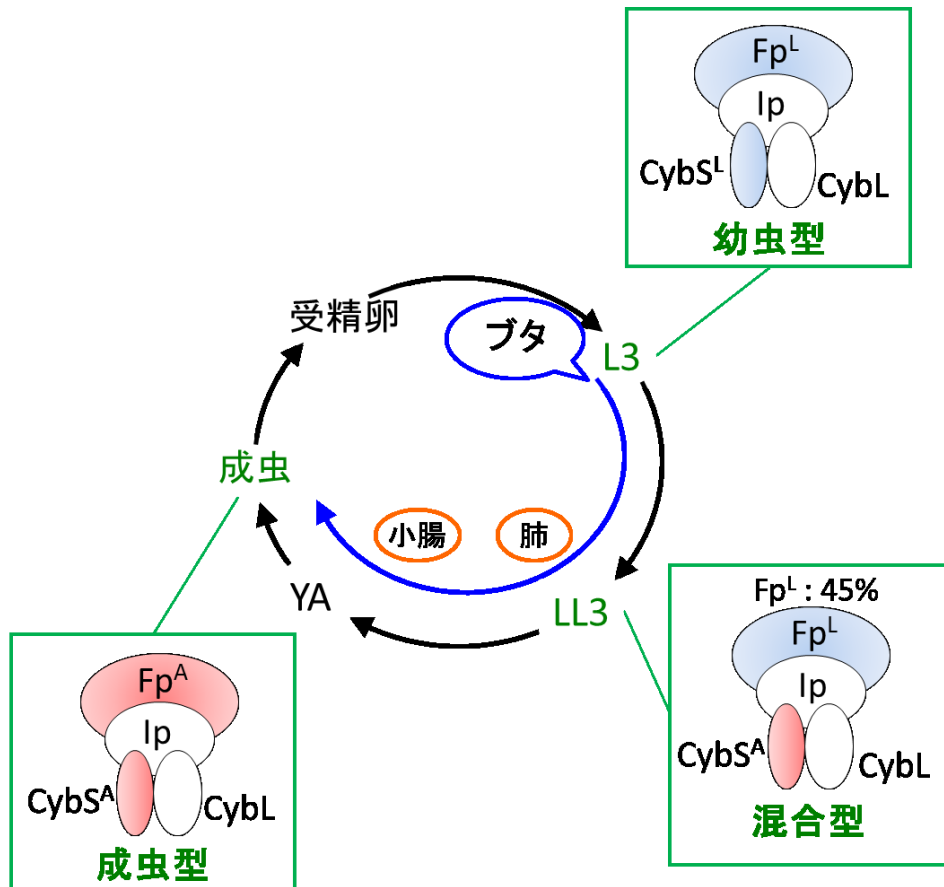 Fp^L
Ip
CybS^L
CybL
幼虫型
受精卵
ブタ
L3
成虫
小腸
肺
YA
LL3
Fp^L : 45%
Fp^L
Ip
CybS^A
CybL
混合型
Fp^A
Ip
CybS^A
CybL
成虫型